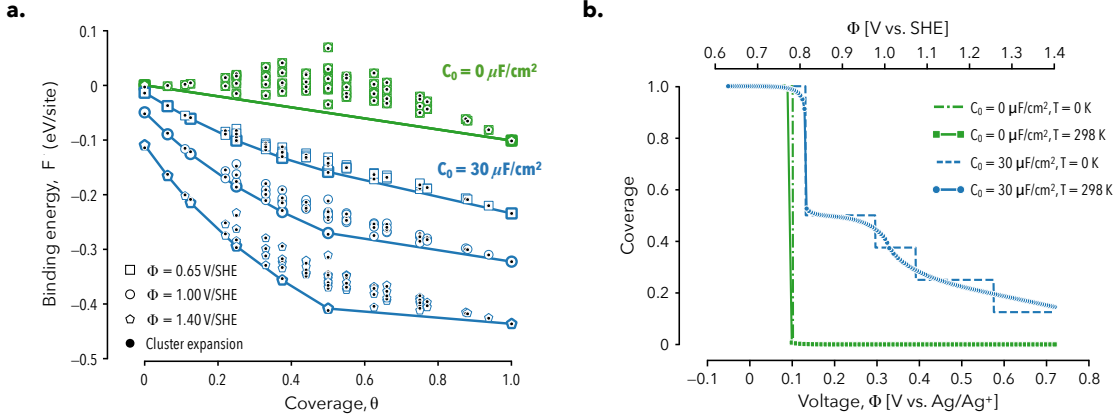 a.
0.1
0
−0.1
−0.2
−0.3
−0.4
−0.5
Binding energy, F (eV/site)
C₀ = 0 μF/cm²
C₀ = 30 μF/cm²
Φ = 0.65 V/SHE
Φ = 1.00 V/SHE
Φ = 1.40 V/SHE
Cluster expansion
0 0.2 0.4 0.6 0.8 1.0
Coverage, θ
b.
Φ [V vs. SHE]
0.6 0.7 0.8 0.9 1.0 1.1 1.2 1.3 1.4
1.0
0.8
0.6
0.4
0.2
0
Coverage
C₀ = 0 μF/cm², T = 0 K
C₀ = 0 μF/cm², T = 298 K
C₀ = 30 μF/cm², T = 0 K
C₀ = 30 μF/cm², T = 298 K
−0.1 0 0.1 0.2 0.3 0.4 0.5 0.6 0.7 0.8
Voltage, Φ [V vs. Ag/Ag⁺]